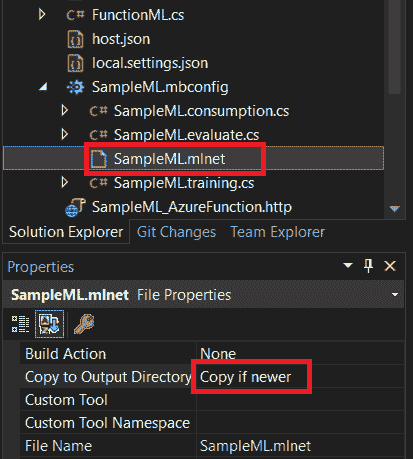 C# FunctionML.cs
host.json
local.settings.json
SampleML.mbconfig
C# SampleML.consumption.cs
C# SampleML.evaluate.cs
SampleML.mlnet
C# SampleML.training.cs
SampleML_AzureFunction.http
Solution Explorer Git Changes Team Explorer
Properties
SampleML.mlnet File Properties
Build Action None
Copy to Output Directory Copy if newer
Custom Tool
Custom Tool Namespace
File Name SampleML.mlnet